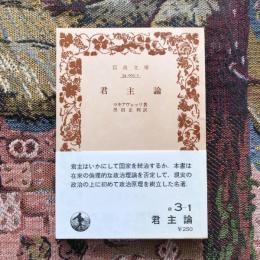 岩波文庫
君主論
マキアヴェッリ著
黒田正利訳
君主はいかにして国家を統治するか。本書は
在来の倫理的な政治理論を否定して、現実の
政治の上に初めて政治原理を樹立した名著.
3-1
君主論
¥250